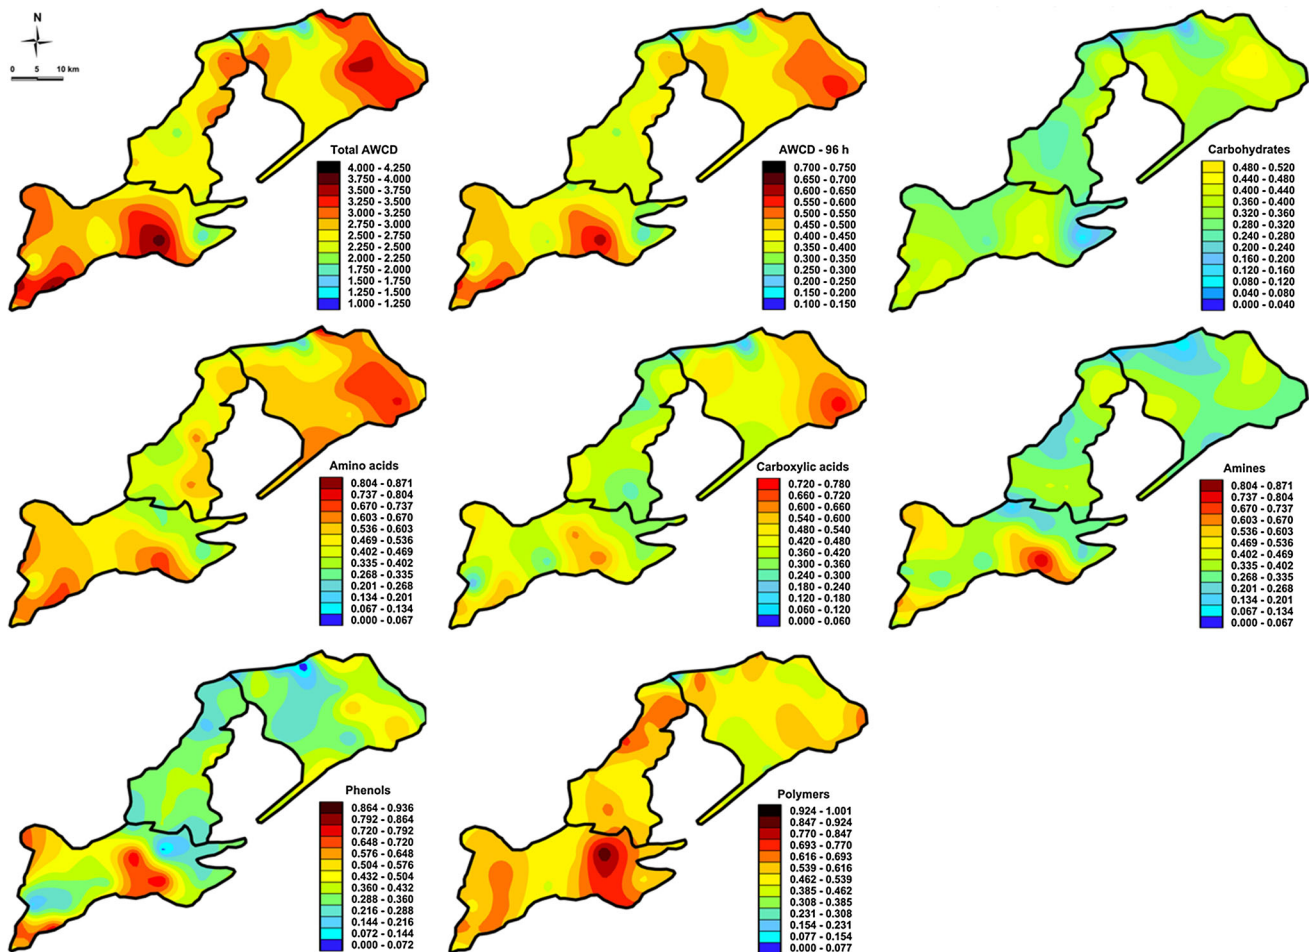 N
0 5 10 km
Total AWCD
4.000 - 4.250
3.750 - 4.000
3.500 - 3.750
3.250 - 3.500
3.000 - 3.250
2.750 - 3.000
2.500 - 2.750
2.250 - 2.500
2.000 - 2.250
1.750 - 2.000
1.500 - 1.750
1.250 - 1.500
1.000 - 1.250
AWCD - 96 h
0.700 - 0.750
0.650 - 0.700
0.600 - 0.650
0.550 - 0.600
0.500 - 0.550
0.450 - 0.500
0.400 - 0.450
0.350 - 0.400
0.300 - 0.350
0.250 - 0.300
0.200 - 0.250
0.150 - 0.200
0.100 - 0.150
Carbohydrates
0.480 - 0.520
0.440 - 0.480
0.400 - 0.440
0.360 - 0.400
0.320 - 0.360
0.280 - 0.320
0.240 - 0.280
0.200 - 0.240
0.160 - 0.200
0.120 - 0.160
0.080 - 0.120
0.040 - 0.080
0.000 - 0.040
Amino acids
0.804 - 0.871
0.737 - 0.804
0.670 - 0.737
0.603 - 0.670
0.536 - 0.603
0.469 - 0.536
0.402 - 0.469
0.335 - 0.402
0.268 - 0.335
0.201 - 0.268
0.134 - 0.201
0.067 - 0.134
0.000 - 0.067
Carboxylic acids
0.720 - 0.780
0.660 - 0.720
0.600 - 0.660
0.540 - 0.600
0.480 - 0.540
0.420 - 0.480
0.360 - 0.420
0.300 - 0.360
0.240 - 0.300
0.180 - 0.240
0.120 - 0.180
0.060 - 0.120
0.000 - 0.060
Amines
0.804 - 0.871
0.737 - 0.804
0.670 - 0.737
0.603 - 0.670
0.536 - 0.603
0.469 - 0.536
0.402 - 0.469
0.335 - 0.402
0.268 - 0.335
0.201 - 0.268
0.134 - 0.201
0.067 - 0.134
0.000 - 0.067
Phenols
0.864 - 0.936
0.792 - 0.864
0.720 - 0.792
0.648 - 0.720
0.576 - 0.648
0.504 - 0.576
0.432 - 0.504
0.360 - 0.432
0.288 - 0.360
0.216 - 0.288
0.144 - 0.216
0.072 - 0.144
0.000 - 0.072
Polymers
0.924 - 1.001
0.847 - 0.924
0.770 - 0.847
0.693 - 0.770
0.616 - 0.693
0.539 - 0.616
0.462 - 0.539
0.385 - 0.462
0.308 - 0.385
0.231 - 0.308
0.154 - 0.231
0.077 - 0.154
0.000 - 0.077